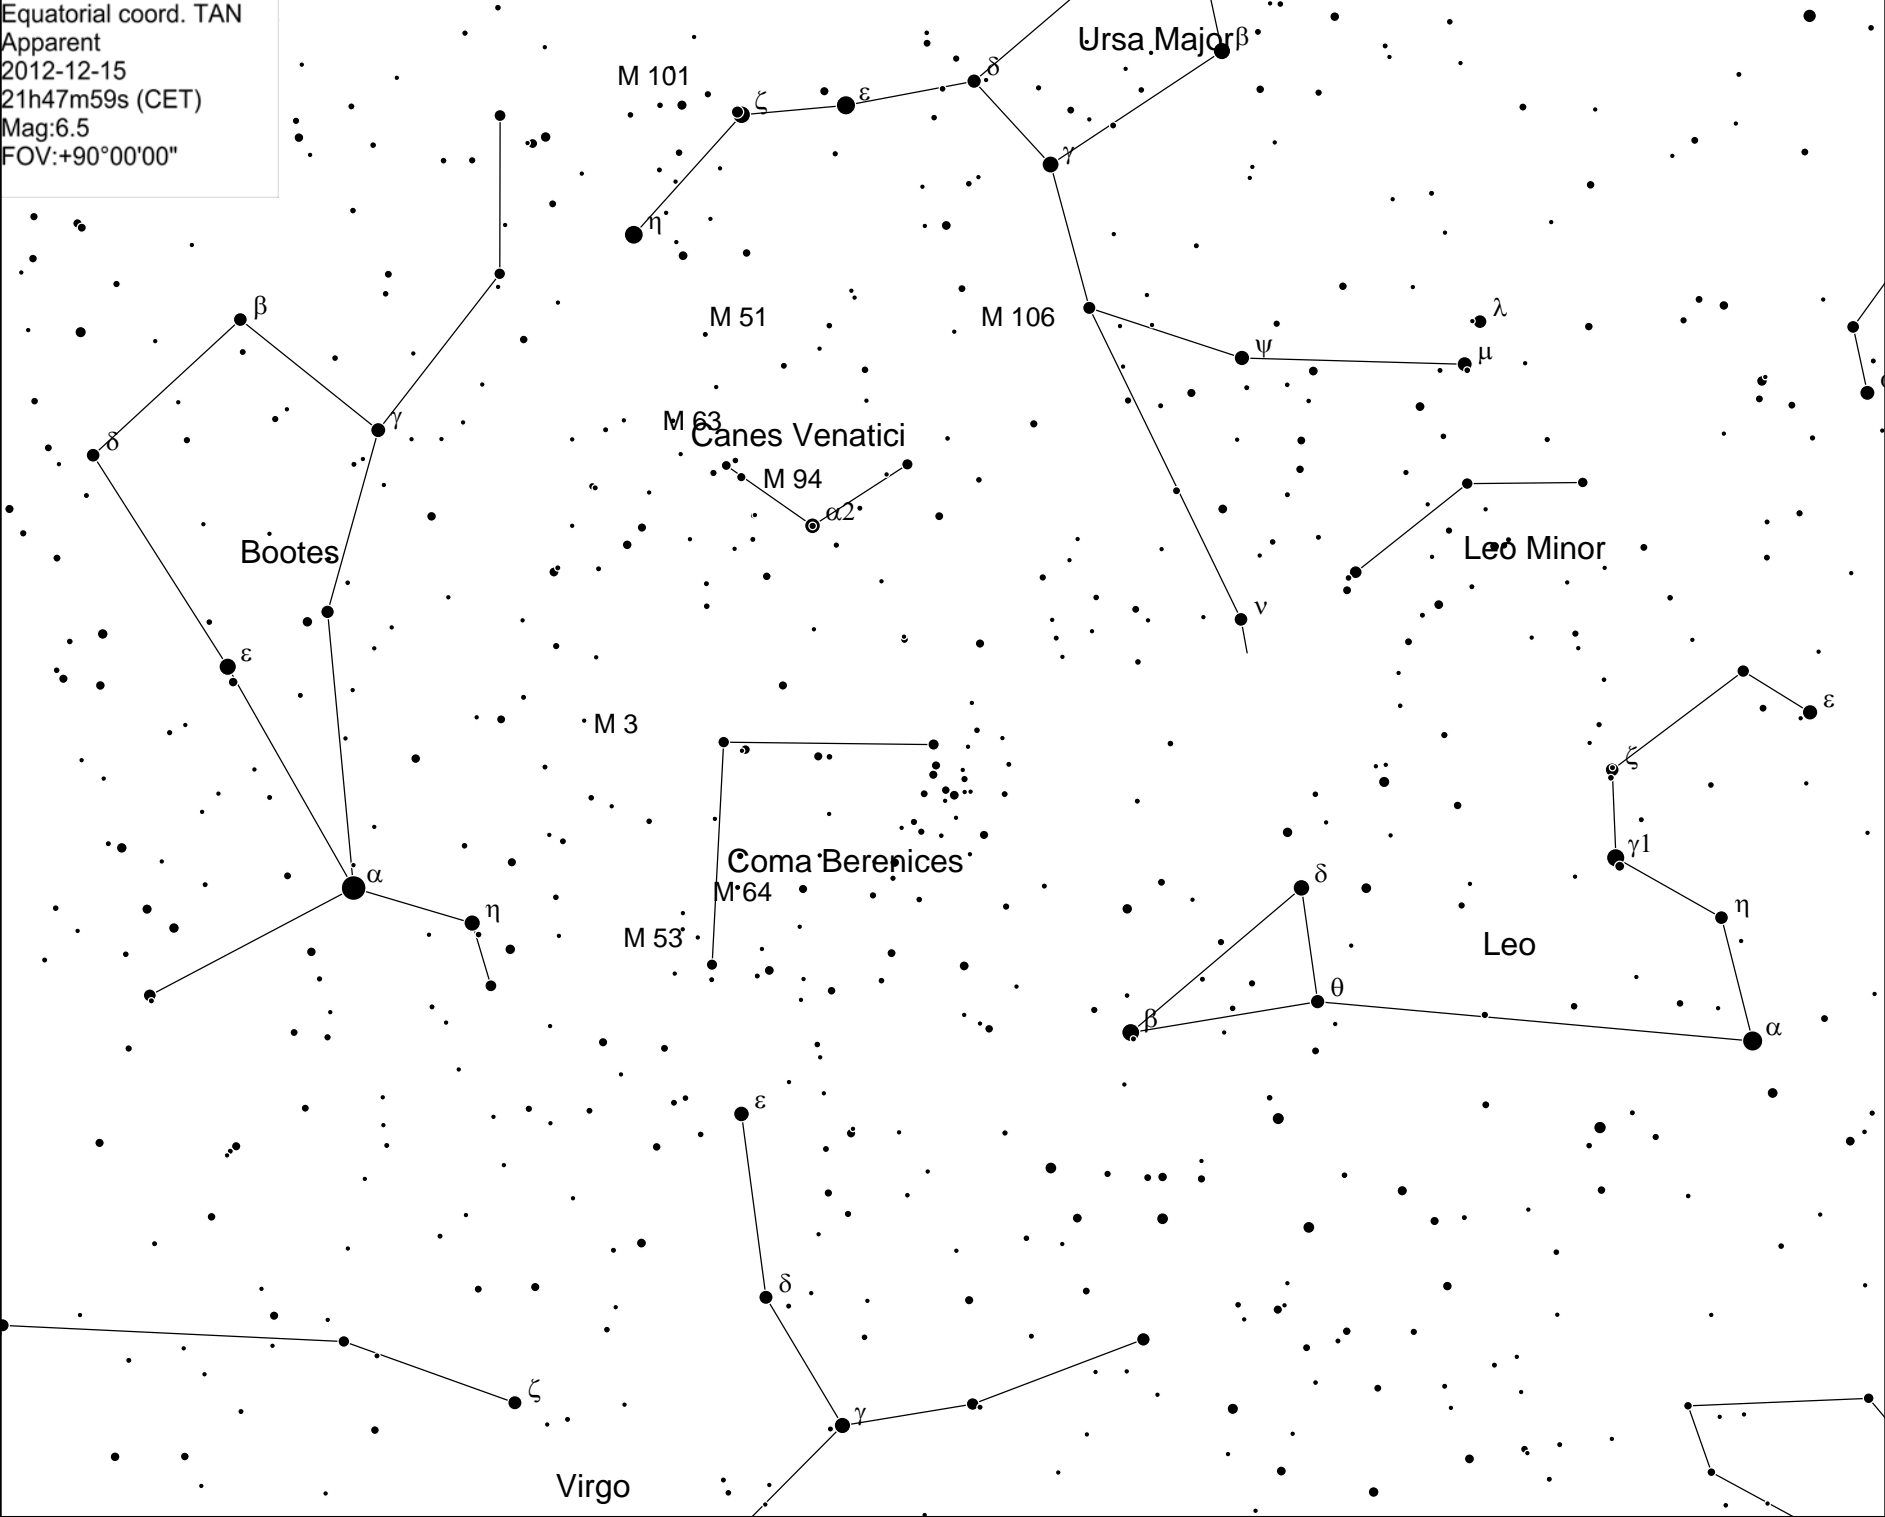 Equatorial coord. TAN
Apparent
2012-12-15
21h47m59s (CET)
Mag:6.5
FOV:+90°00'00"
Ursa Major
β
δ
M 101
ζ
ε
γ
η
β
M 51
M 106
λ
ψ
μ
γ
M 63
Canes Venatici
δ
M 94
α2
Bootes
Leo Minor
ν
ε
M 3
ε
ζ
γ1
Coma Berenices
α
δ
M 64
η
η
M 53
Leo
θ
β
α
ε
δ
ζ
γ
Virgo